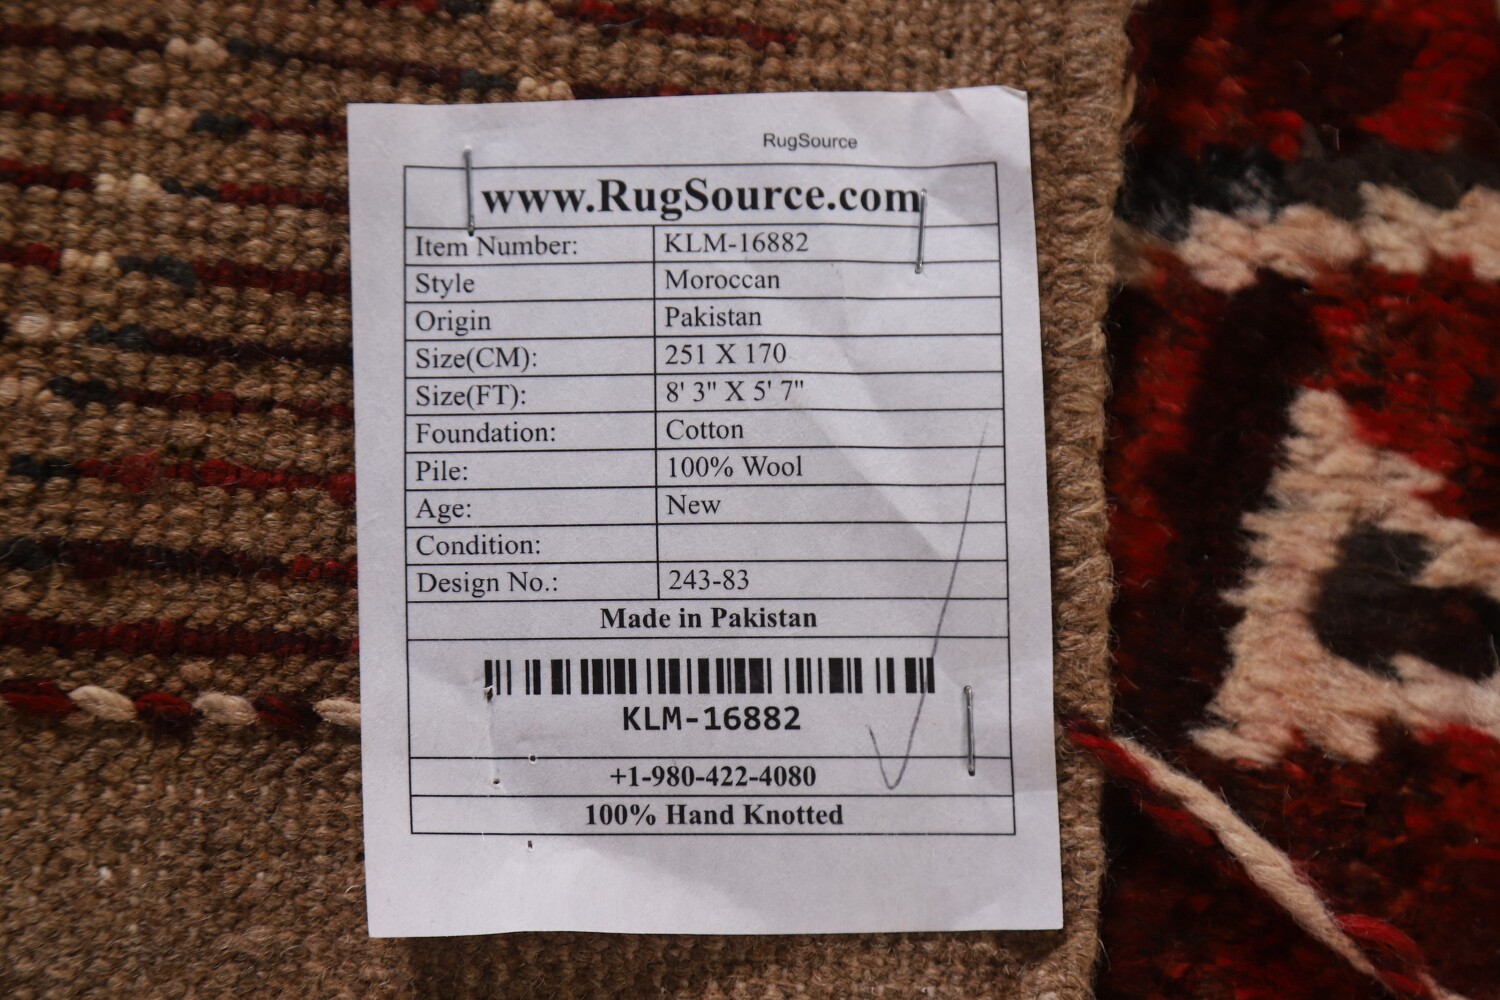 RugSource
www.RugSource.com
Item Number: KLM-16882
Style Moroccan
Origin Pakistan
Size(CM): 251 X 170
Size(FT): 8' 3" X 5' 7"
Foundation: Cotton
Pile: 100% Wool
Age: New
Condition:
Design No.: 243-83
Made in Pakistan
KLM-16882
+1-980-422-4080
100% Hand Knotted